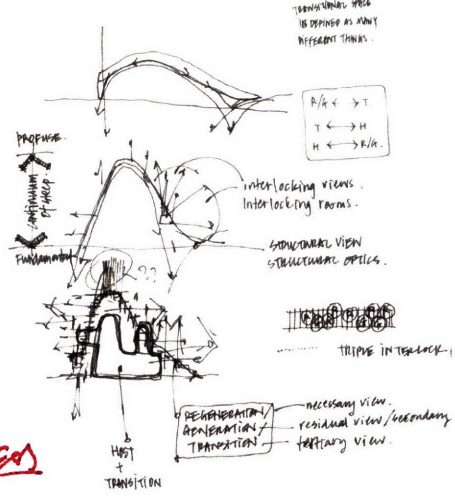 TRANSITIONAL SPACE
IS DEFINED AS MANY
DIFFERENT THINGS.
R/G ↔ T
T ↔ H
H ↔ R/G.
PROFUSE.
CONTINUUM
Fundamental
interlocking views.
Interlocking rooms.
STRUCTURAL VIEW
STRUCTURAL OPTICS.
??
TRIPLE INTERLOCK
REGENERATION
GENERATION
TRANSITION
necessary view.
residual view/secondary
tertiary view.
HOST
+
TRANSITION